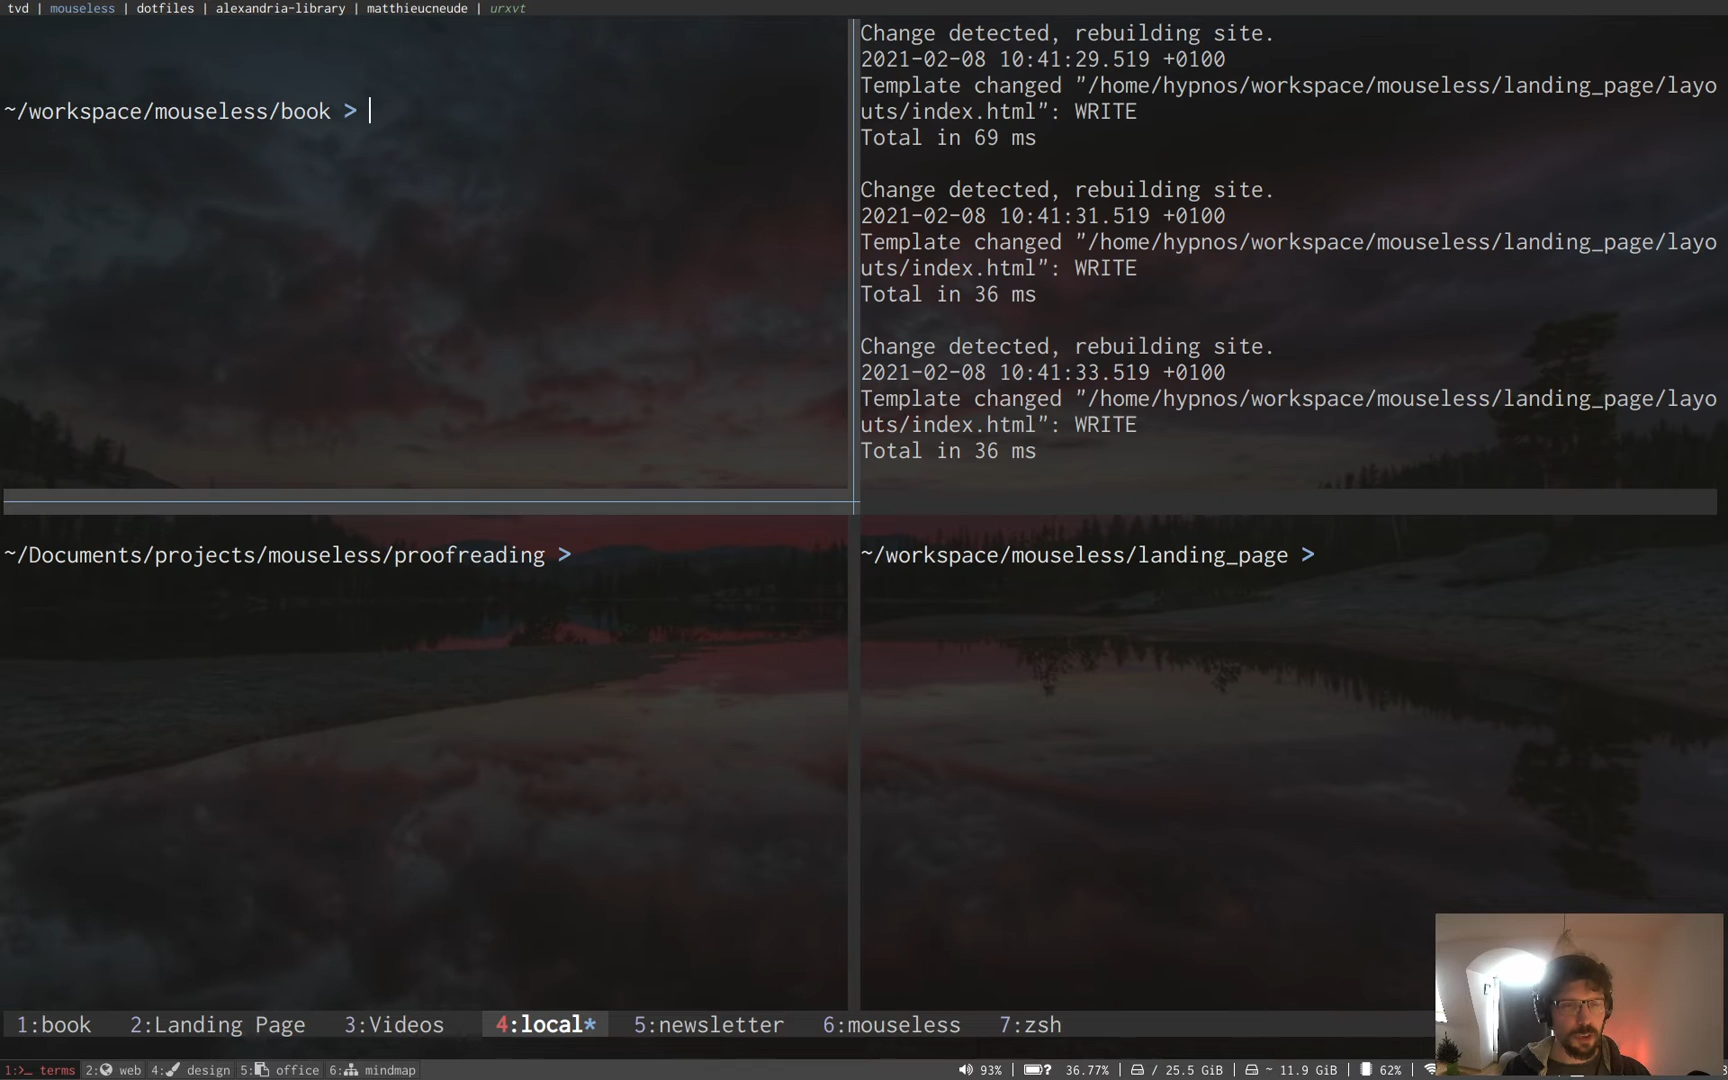 tvd | mouseless | dotfiles | alexandria-library | matthieucneude | urxvt
~/workspace/mouseless/book >
Change detected, rebuilding site.
2021-02-08 10:41:29.519 +0100
Template changed "/home/hypnos/workspace/mouseless/landing_page/layo
uts/index.html": WRITE
Total in 69 ms
Change detected, rebuilding site.
2021-02-08 10:41:31.519 +0100
Template changed "/home/hypnos/workspace/mouseless/landing_page/layo
uts/index.html": WRITE
Total in 36 ms
Change detected, rebuilding site.
2021-02-08 10:41:33.519 +0100
Template changed "/home/hypnos/workspace/mouseless/landing_page/layo
uts/index.html": WRITE
Total in 36 ms
~/Documents/projects/mouseless/proofreading >
~/workspace/mouseless/landing_page >
1:book 2:Landing Page 3:Videos 4:local* 5:newsletter 6:mouseless 7:zsh
1:>_ terms 2: web 4: design 5: office 6: mindmap 93% | ? 36.77% | / 25.5 GiB | ~ 11.9 GiB | 62% |